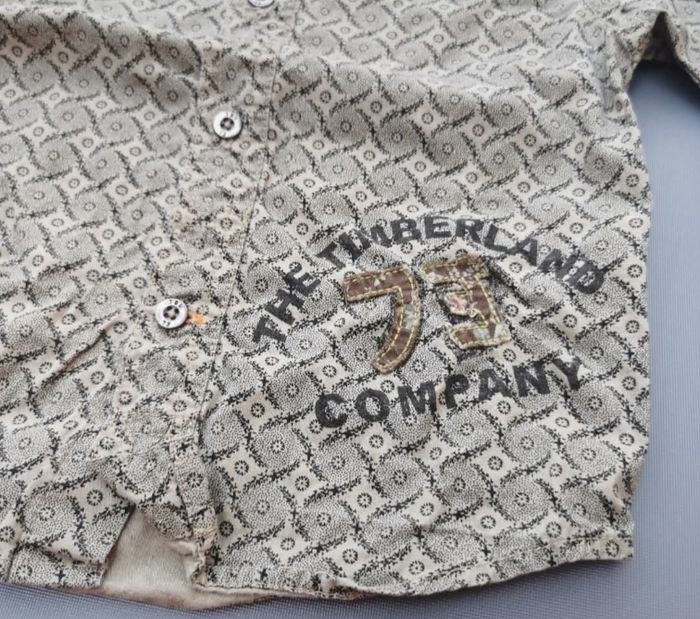 THE TIMBERLAND
73
COMPANY